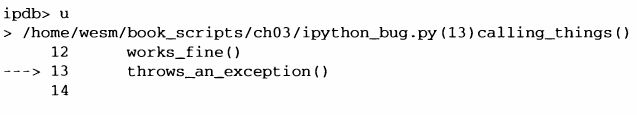 ipdb> u
> /home/wesm/book_scripts/ch03/ipython_bug.py(13)calling_things()
     12     works_fine()
---> 13     throws_an_exception()
     14